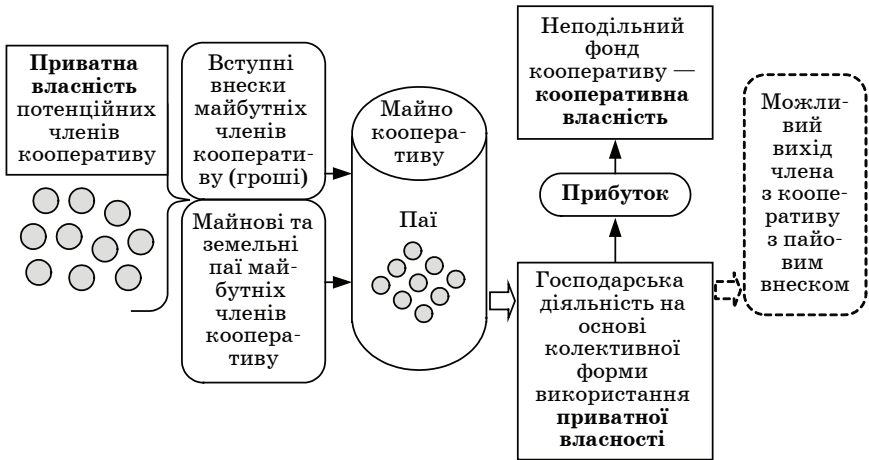 Приватна
власність
потенційних
членів
кооперативу
Вступні
внески
майбутніх
членів
кооперати-
ву (гроші)
Майнові та
земельні
паї май-
бутніх
членів
коопера-
тиву
Майно
коопера-
тиву
Паї
Неподільний
фонд
кооперативу —
кооперативна
власність
Прибуток
Господарська
діяльність на
основі
колективної
форми
використання
приватної
власності
Можли-
вий
вихід
члена
з коопе-
ративу
з пайо-
вим
внеском